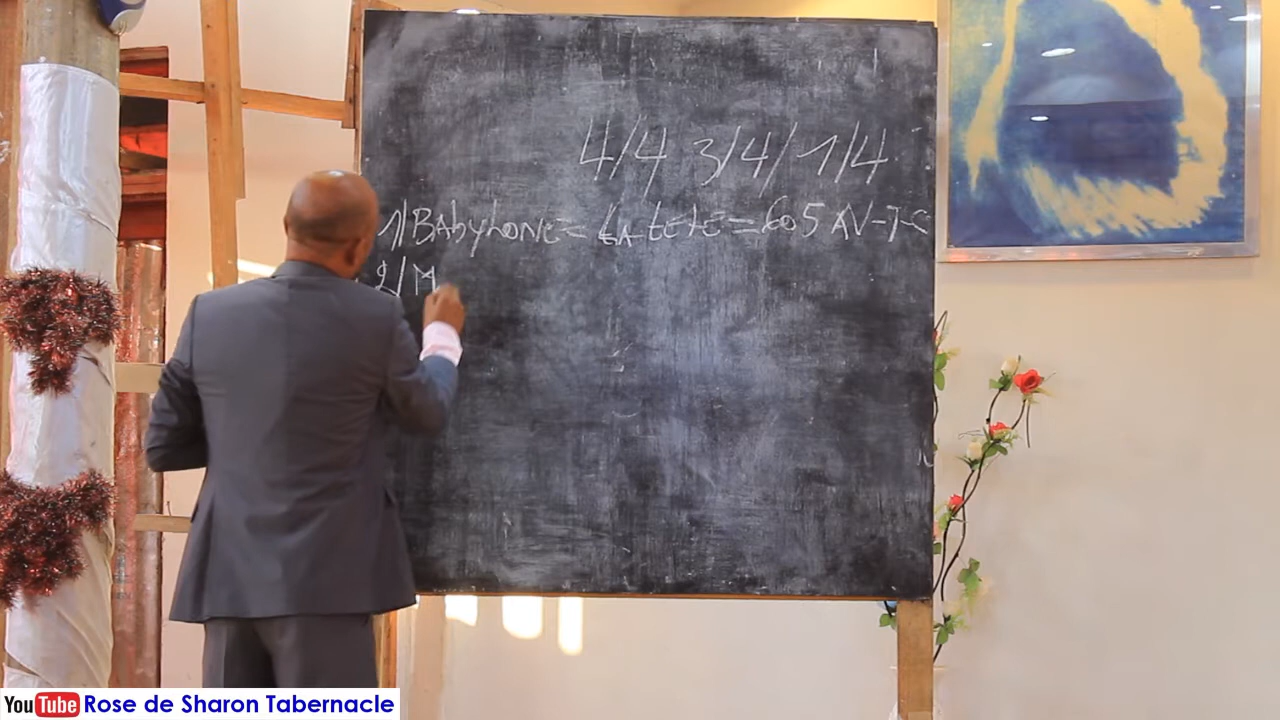 4/4 3/4/ 1/4
1/ BAbyLONE = LA tEtE = 605 AV-J-C
2/ M
YouTube Rose de Sharon Tabernacle